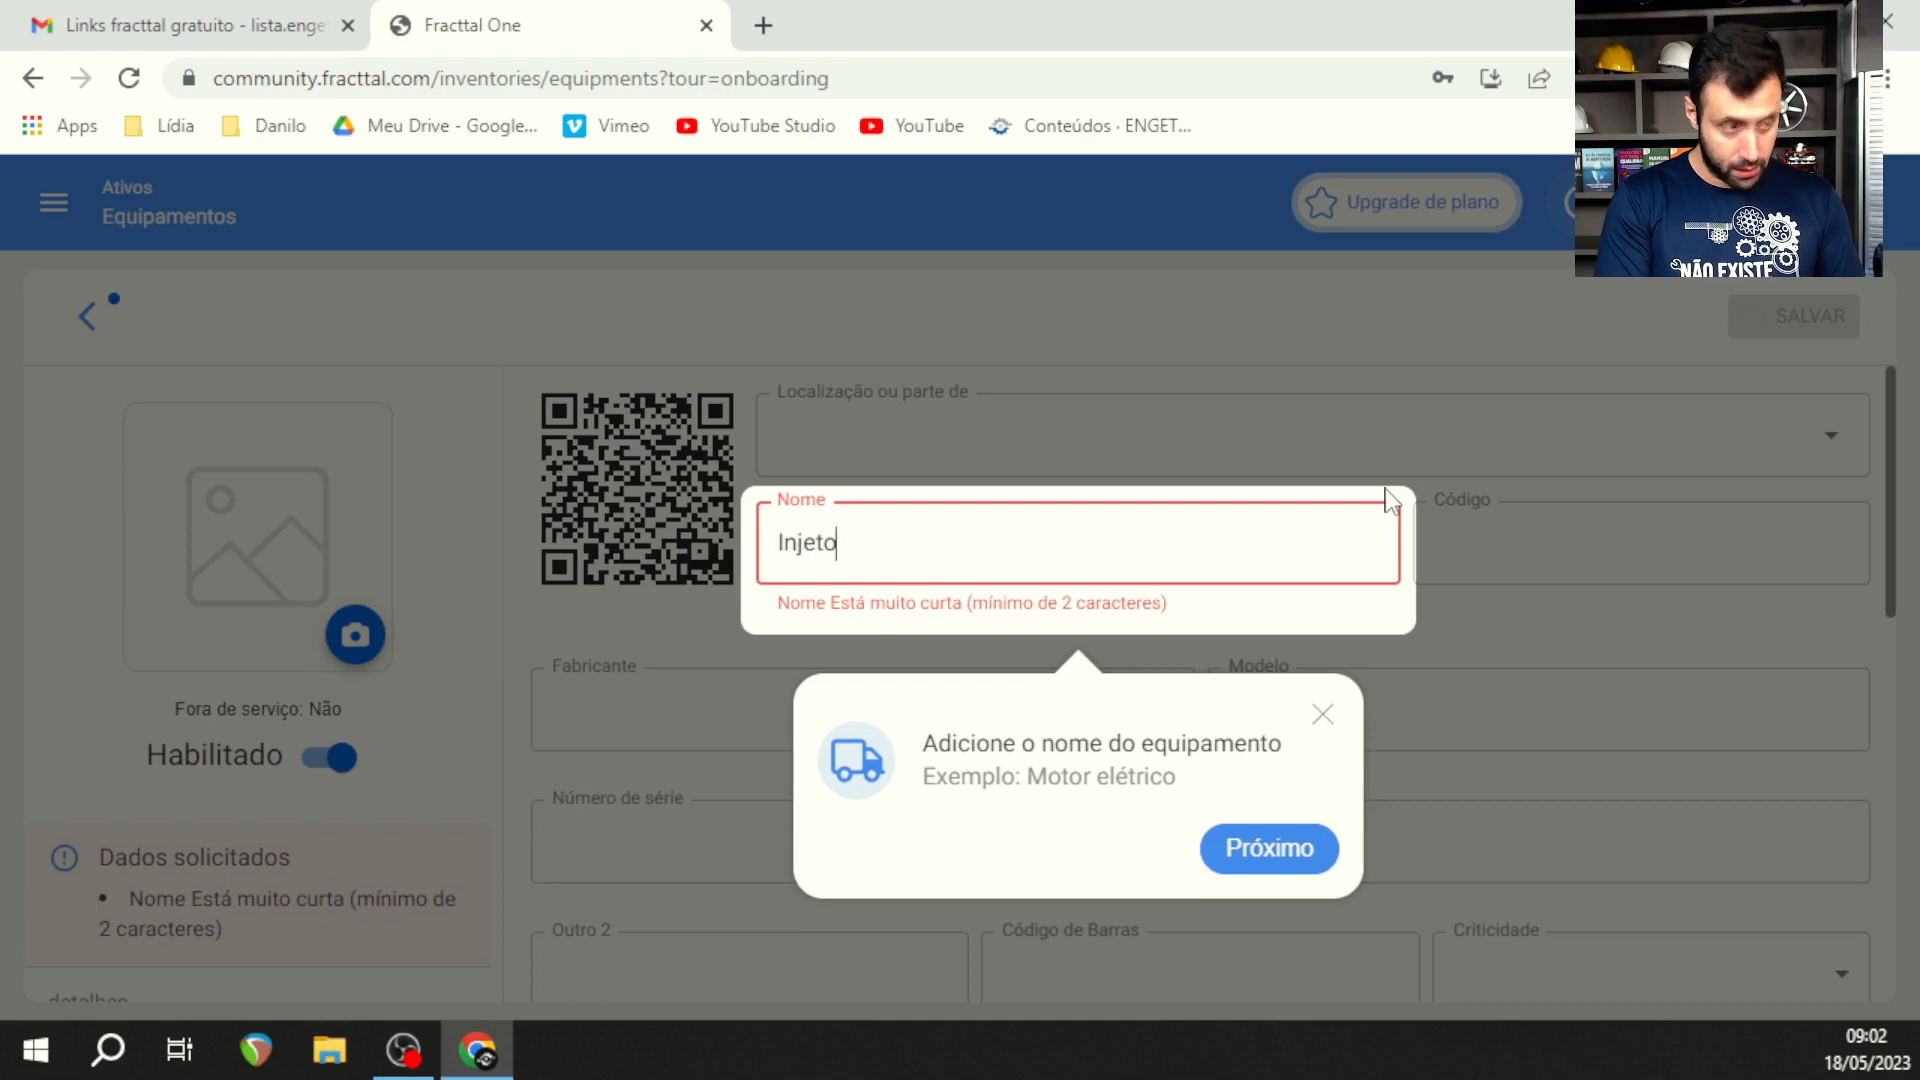 Links fracttal gratuito - lista.enge
Fracttal One
community.fracttal.com/inventories/equipments?tour=onboarding
Apps
Lídia
Danilo
Meu Drive - Google...
Vimeo
YouTube Studio
YouTube
Conteúdos · ENGET...
Ativos
Equipamentos
Upgrade de plano
NÃO EXISTE
SALVAR
Localização ou parte de
Nome
Injeto
Nome Está muito curta (mínimo de 2 caracteres)
Código
Fabricante
Modelo
Fora de serviço: Não
Habilitado
Adicione o nome do equipamento
Exemplo: Motor elétrico
Próximo
Número de série
Dados solicitados
• Nome Está muito curta (mínimo de
2 caracteres)
Outro 2
Código de Barras
Criticidade
detalhes
09:02
18/05/2023